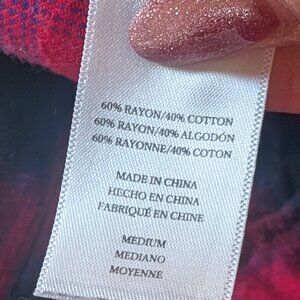 60% RAYON/40% COTTON
60% RAYON/40% ALGODÓN
60% RAYONNE/40% COTON
MADE IN CHINA
HECHO EN CHINA
FABRIQUÉ EN CHINE
MEDIUM
MEDIANO
MOYENNE